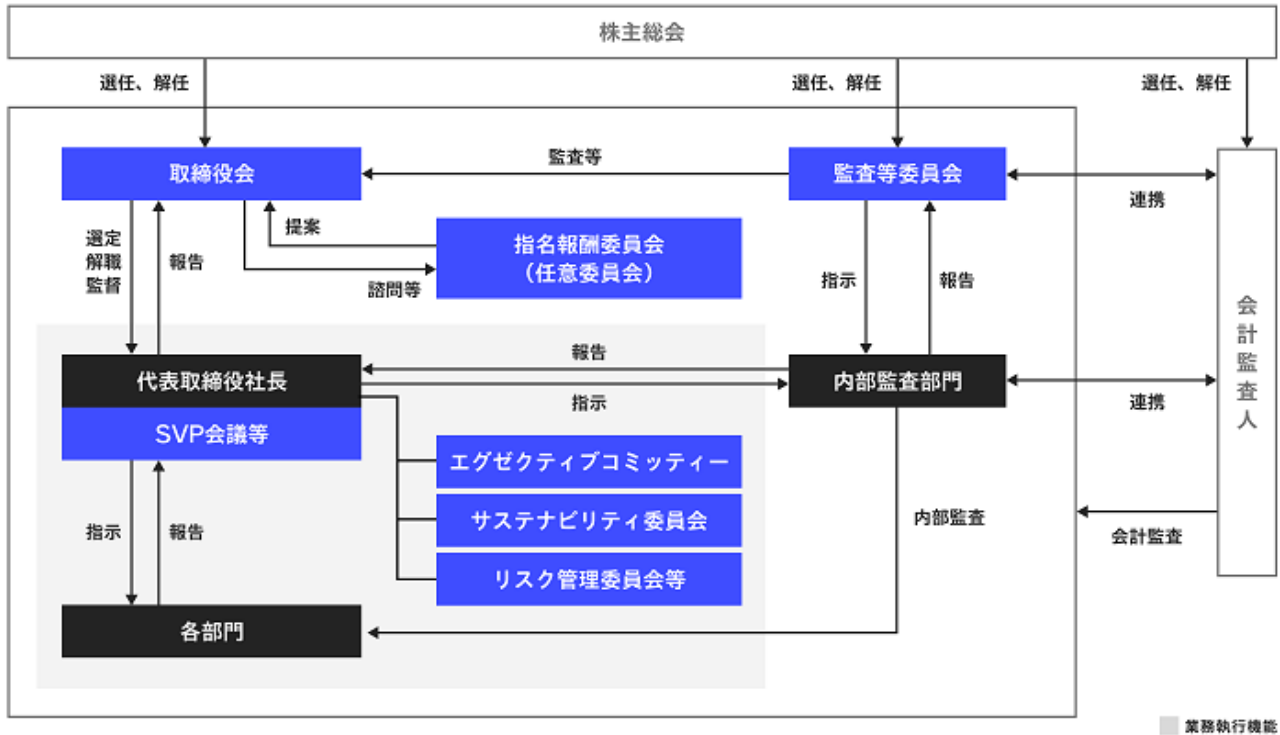 株主総会
選任、解任
選任、解任
選任、解任
取締役会
監査等
監査等委員会
連携
選定
解職
監督
報告
提案
諮問等
指名報酬委員会
（任意委員会）
指示
報告
会計監査人
代表取締役社長
SVP会議等
報告
指示
内部監査部門
連携
エグゼクティブコミッティー
サステナビリティ委員会
リスク管理委員会等
指示
報告
内部監査
会計監査
各部門
業務執行機能